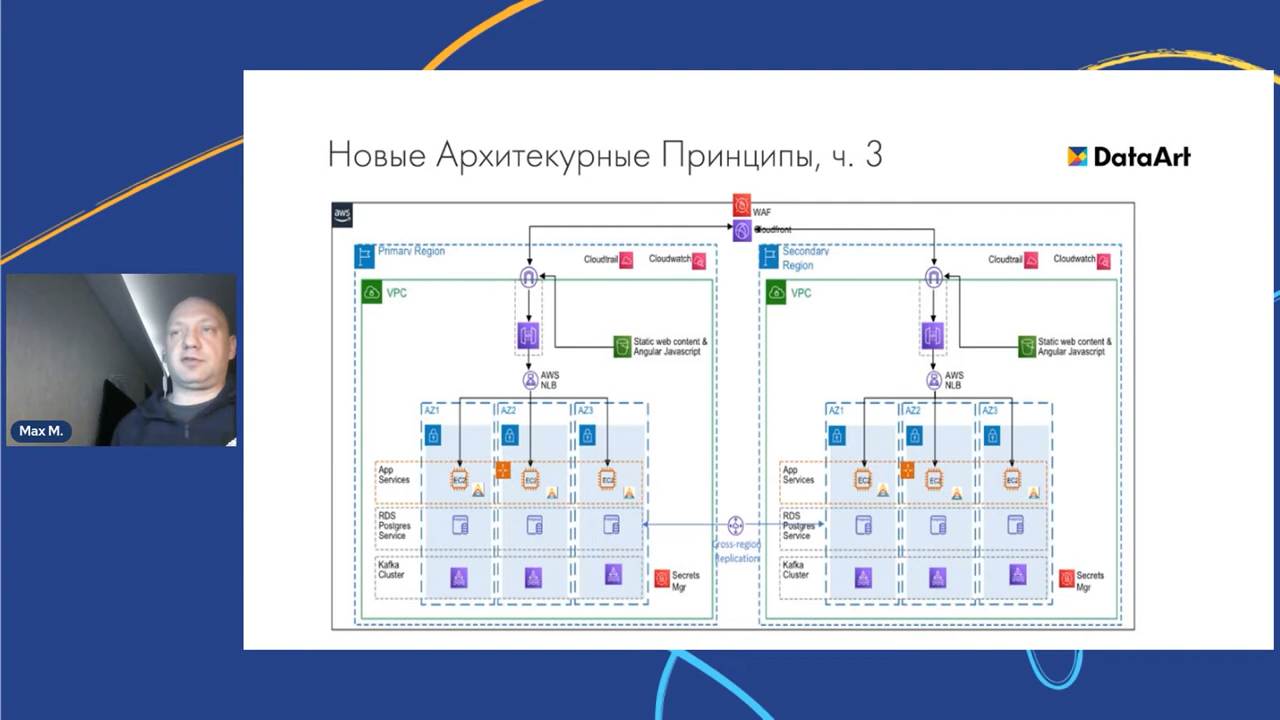 Новые Архитекурные Принципы, ч. 3
DataArt
aws
WAF
Cloudfront
Primary Region
Cloudtrail
Cloudwatch
VPC
Static web content &
Angular Javascript
AWS
NLB
AZ1
AZ2
AZ3
App
Services
EC2
EC2
EC2
RDS
Postgres
Service
Kafka
Cluster
Secrets
Mgr
Cross-region
Replication
Secondary
Region
Cloudtrail
Cloudwatch
VPC
Static web content &
Angular Javascript
AWS
NLB
AZ1
AZ2
AZ3
App
Services
EC2
EC2
EC2
RDS
Postgres
Service
Kafka
Cluster
Secrets
Mgr
Max M.